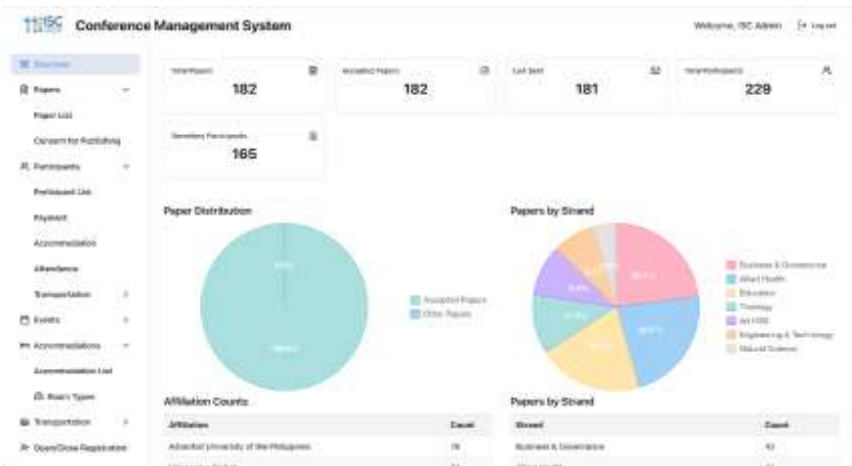 ISC
Conference Management System
Welcome, ISC Admin
Log out
Overview
Papers
Paper List
Consent for Publishing
Participants
Participant List
Payment
Accommodation
Attendance
Transportation
Events
Accommodations
Accommodation List
Room Types
Transportation
Open/Close Registration
Total Papers
182
Accepted Papers
182
181
Total Participants
229
Participants
165
Paper Distribution
Accepted Papers
Other Papers
Papers by Strand
Business & Governance
Allied Health
Education
Theology
Engineering & Technology
Natural Science
Affiliation Counts
Affiliation Count
Adventist University of the Philippines
Papers by Strand
Strand Count
Business & Governance